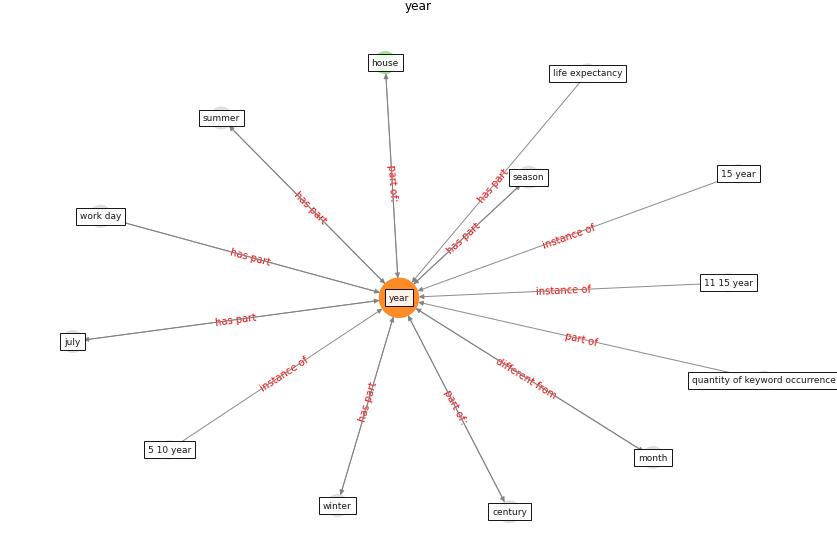 year
house
life expectancy
summer
15 year
season
part of:
has part
has part
work day
has part
instance of
has part
11 15 year
instance of
year
has part
july
part of
instance of
different from
quantity of keyword occurrence
has part
part of:
5 10 year
month
winter
century